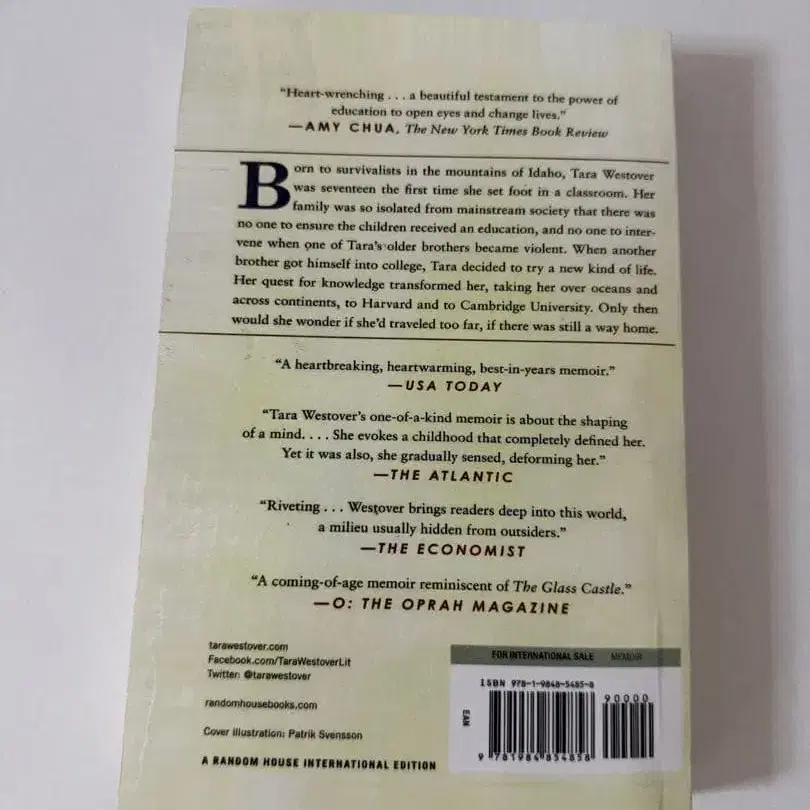 “Heart-wrenching . . . a beautiful testament to the power of
education to open eyes and change lives.”
—AMY CHUA, The New York Times Book Review
Born to survivalists in the mountains of Idaho, Tara Westover
was seventeen the first time she set foot in a classroom. Her
family was so isolated from mainstream society that there was
no one to ensure the children received an education, and no one to inter-
vene when one of Tara’s older brothers became violent. When another
brother got himself into college, Tara decided to try a new kind of life.
Her quest for knowledge transformed her, taking her over oceans and
across continents, to Harvard and to Cambridge University. Only then
would she wonder if she’d traveled too far, if there was still a way home.
“A heartbreaking, heartwarming, best-in-years memoir.”
—USA TODAY
“Tara Westover’s one-of-a-kind memoir is about the shaping
of a mind. . . . She evokes a childhood that completely defined her.
Yet it was also, she gradually sensed, deforming her.”
—THE ATLANTIC
“Riveting . . . Westover brings readers deep into this world,
a milieu usually hidden from outsiders.”
—THE ECONOMIST
“A coming-of-age memoir reminiscent of The Glass Castle.”
—O: THE OPRAH MAGAZINE
tarawestover.com
Facebook.com/TaraWestoverLit
Twitter: @tarawestover
randomhousebooks.com
Cover illustration: Patrik Svensson
A RANDOM HOUSE INTERNATIONAL EDITION
FOR INTERNATIONAL SALE MEMOIR
ISBN 978-1-9848-5485-8
90000
EAN
9 781984 854858